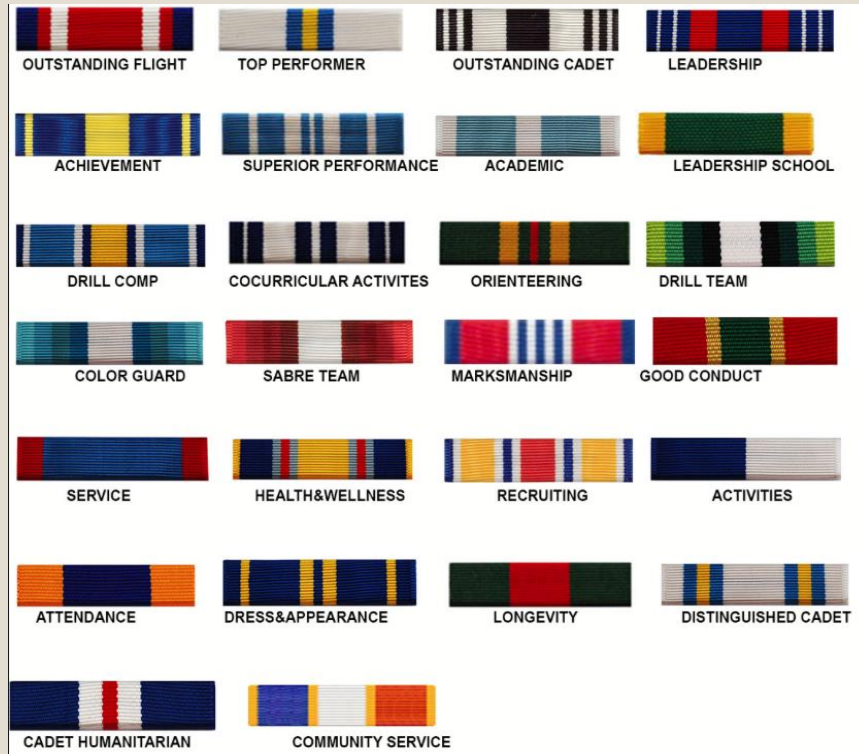 OUTSTANDING FLIGHT
TOP PERFORMER
OUTSTANDING CADET
LEADERSHIP
ACHIEVEMENT
SUPERIOR PERFORMANCE
ACADEMIC
LEADERSHIP SCHOOL
DRILL COMP
COCURRICULAR ACTIVITES
ORIENTEERING
DRILL TEAM
COLOR GUARD
SABRE TEAM
MARKSMANSHIP
GOOD CONDUCT
SERVICE
HEALTH&WELLNESS
RECRUITING
ACTIVITIES
ATTENDANCE
DRESS&APPEARANCE
LONGEVITY
DISTINGUISHED CADET
CADET HUMANITARIAN
COMMUNITY SERVICE